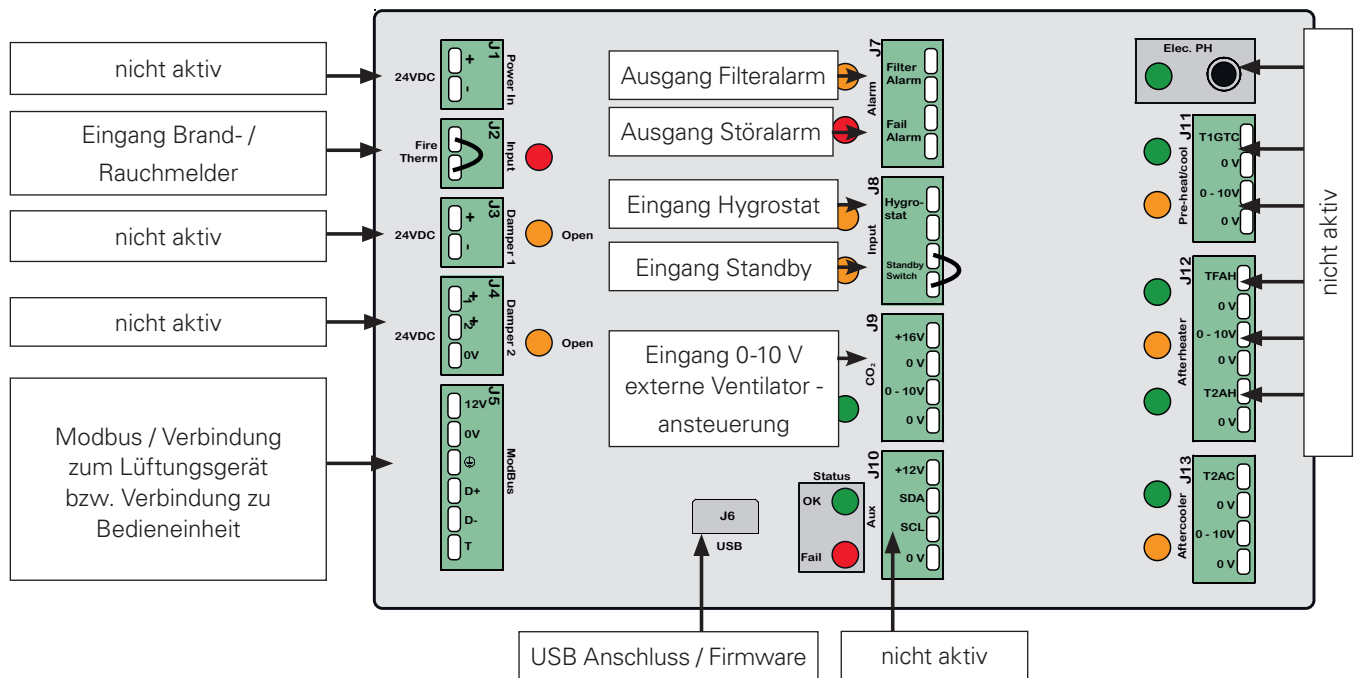 nicht aktiv
Eingang Brand- /
Rauchmelder
nicht aktiv
nicht aktiv
Modbus / Verbindung
zum Lüftungsgerät
bzw. Verbindung zu
Bedieneinheit
24VDC
+
-
J1
Power In
Fire
Therm
J2
Input
24VDC
+
-
J3
Damper 1
Open
24VDC
+
1
+
2
0V
J4
Damper 2
Open
J5
12V
0V
D+
D-
T
ModBus
Ausgang Filteralarm
Ausgang Störalarm
J7
Alarm
Filter
Alarm
Fail
Alarm
Eingang Hygrostat
Eingang Standby
J8
Input
Hygro-
stat
Standby
Switch
Eingang 0-10 V
externe Ventilator -
ansteuerung
J9
CO₂
+16V
0 V
0 - 10V
0 V
J6
USB
Status
OK
Fail
J10
Aux
+12V
SDA
SCL
0 V
USB Anschluss / Firmware
nicht aktiv
Elec. PH
J11
Pre-heat/cool
T1GTC
0 V
0 - 10V
0 V
J12
Afterheater
TFAH
0 V
0 - 10V
0 V
T2AH
0 V
J13
Aftercooler
T2AC
0 V
0 - 10V
0 V
nicht aktiv